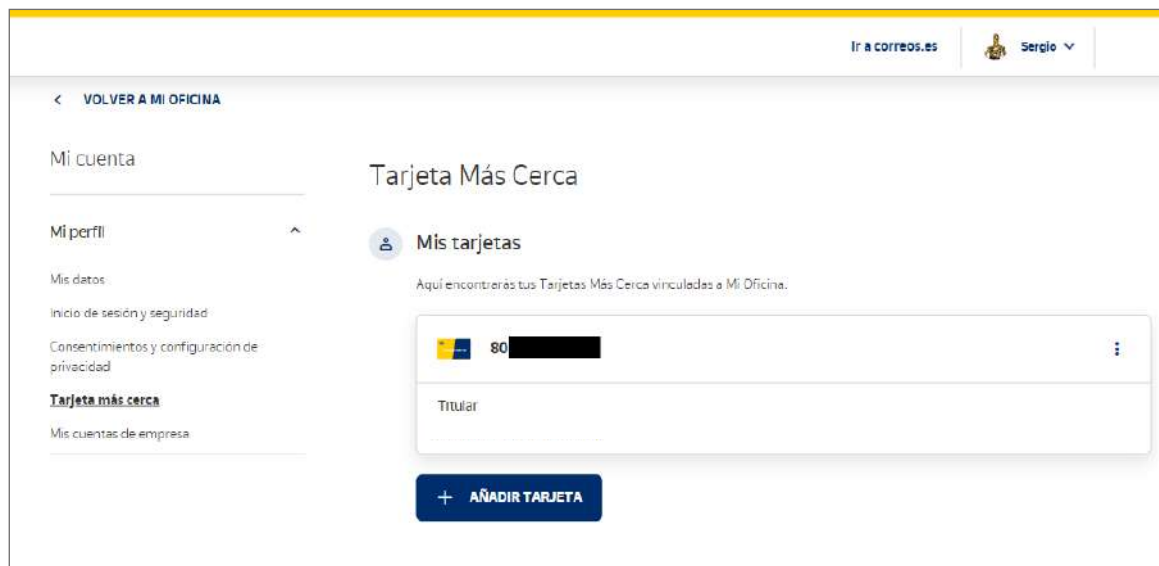 Ir a correos.es
Sergio
VOLVER A MI OFICINA
Mi cuenta
Tarjeta Más Cerca
Mi perfil
Mis tarjetas
Mis datos
Aquí encontrarás tus Tarjetas Más Cerca vinculadas a Mi Oficina.
Inicio de sesión y seguridad
Consentimientos y configuración de
privacidad
80
Tarjeta más cerca
Titular
Mis cuentas de empresa
+ AÑADIR TARJETA